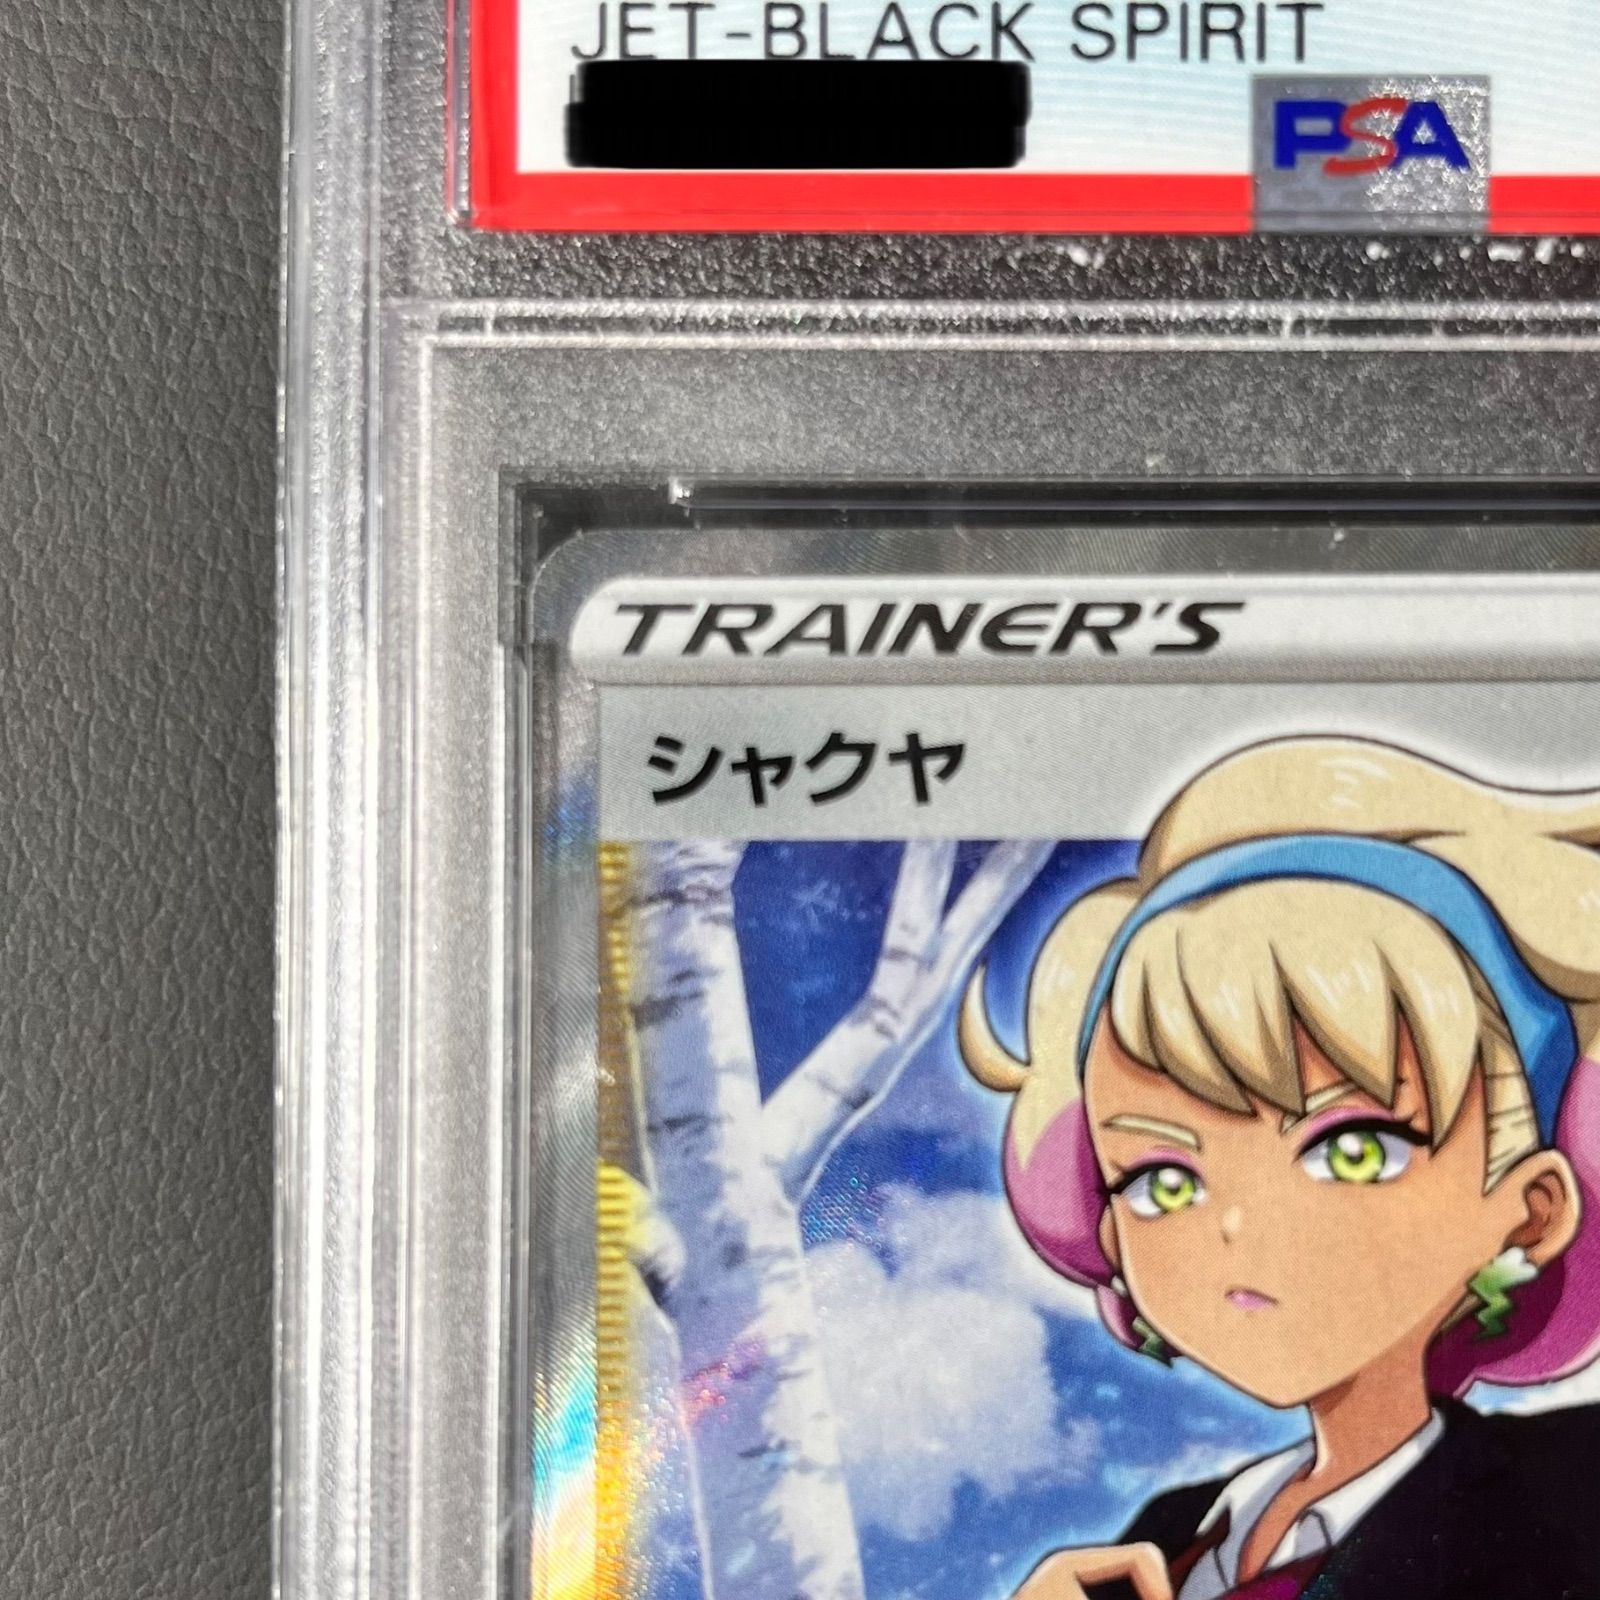 JET-BLACK SPIRIT
PSA
TRAINER'S
シャクヤ